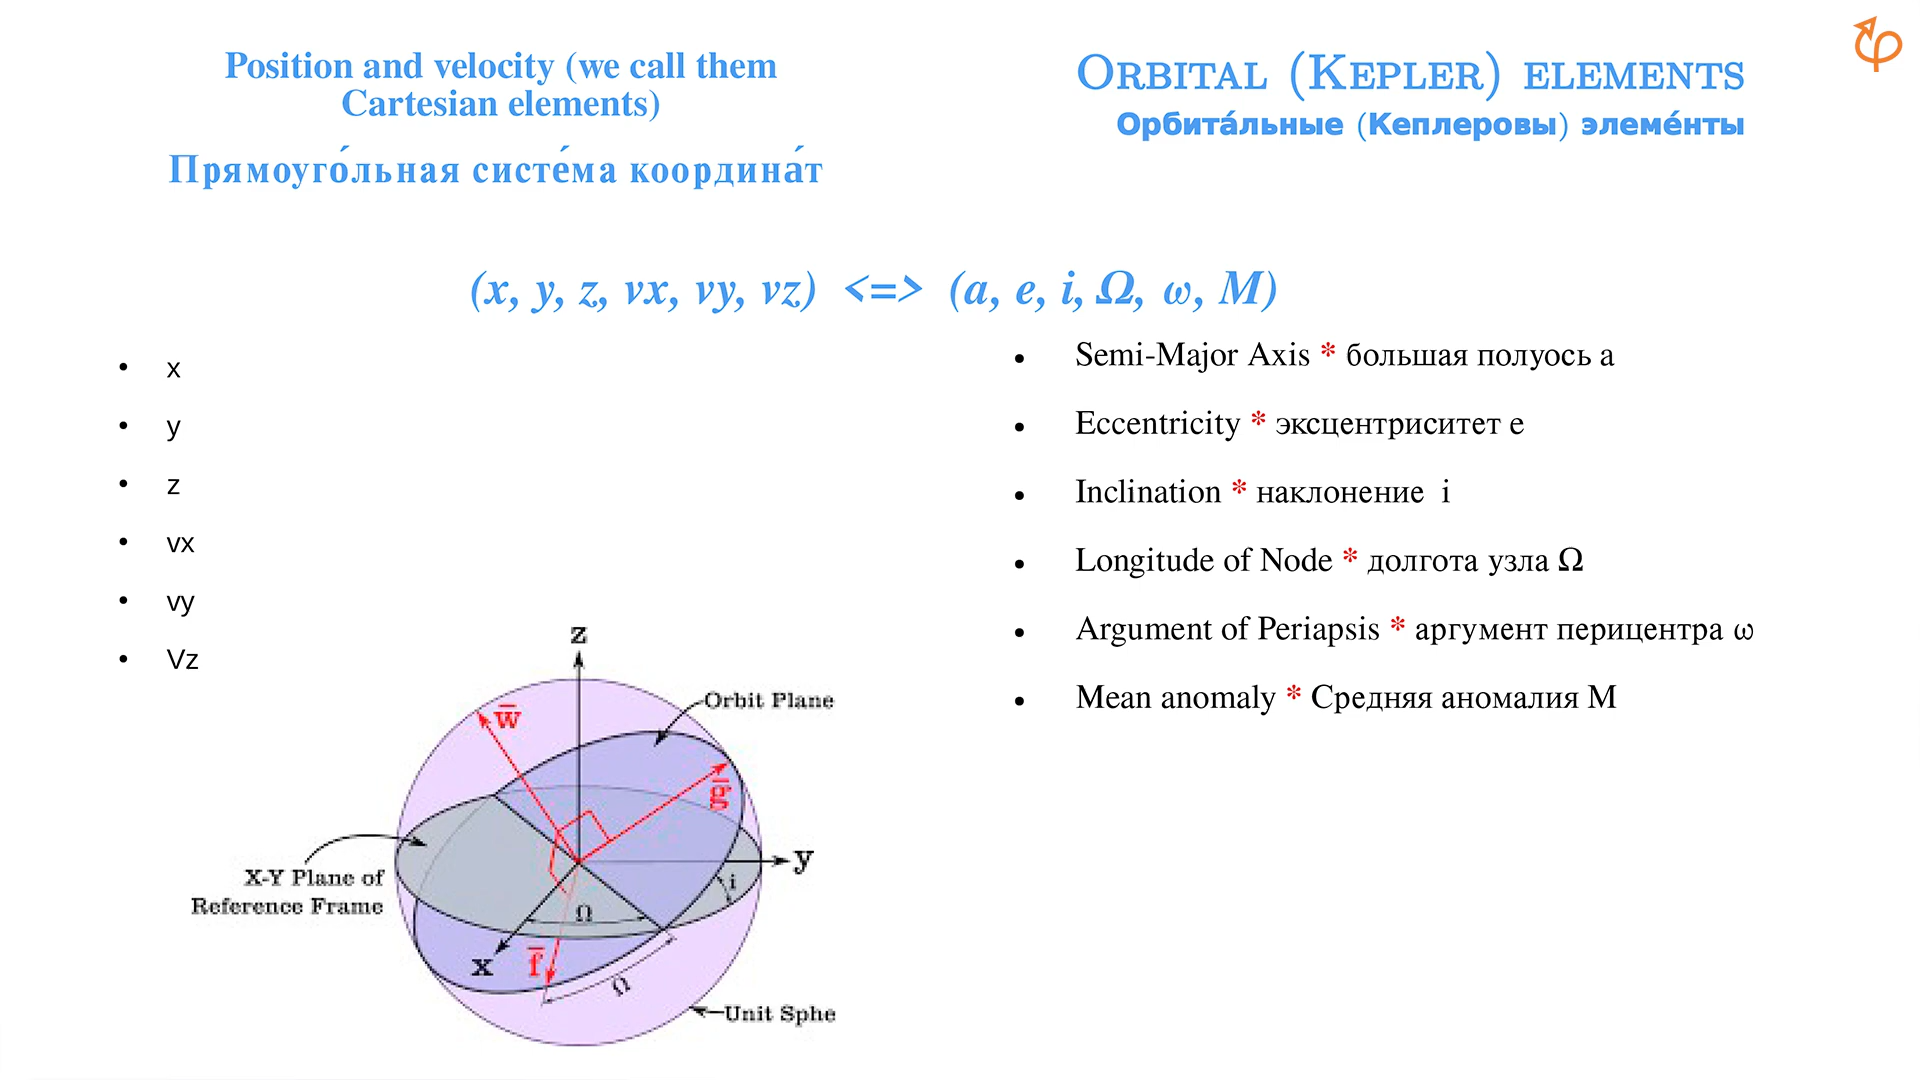 Position and velocity (we call them
Cartesian elements)
Прямоуго́льная систе́ма координа́т
Orbital (Kepler) elements
Орбита́льные (Кеплеровы) элеме́нты
(x, y, z, vx, vy, vz) <=> (a, e, i, Ω, ω, M)
• x
• y
• z
• vx
• vy
• Vz
• Semi-Major Axis * большая полуось a
• Eccentricity * эксцентриситет e
• Inclination * наклонение i
• Longitude of Node * долгота узла Ω
• Argument of Periapsis * аргумент перицентра ω
• Mean anomaly * Средняя аномалия M
z
Orbit Plane
w̄
ḡ
y
i
X-Y Plane of
Reference Frame
Ω
x
f̄
Ω
Unit Sphe